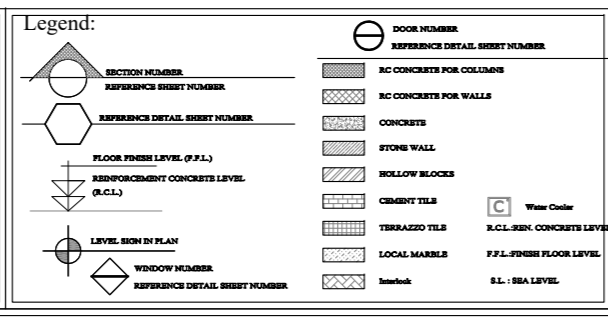 Legend:
SECTION NUMBER
REFERENCE SHEET NUMBER
REFERENCE DETAIL SHEET NUMBER
FLOOR FINISH LEVEL (F.F.L.)
REINFORCEMENT CONCRETE LEVEL
(R.C.L.)
LEVEL SIGN IN PLAN
WINDOW NUMBER
REFERENCE DETAIL SHEET NUMBER
DOOR NUMBER
REFERENCE DETAIL SHEET NUMBER
RC CONCRETE FOR COLUMNS
RC CONCRETE FOR WALLS
CONCRETE
STONE WALL
HOLLOW BLOCKS
CEMENT TILE
TERRAZZO TILE
LOCAL MARBLE
Interlock
C Water Cooler
R.C.L.:REN. CONCRETE LEVEL
F.F.L.:FINISH FLOOR LEVEL
S.L. : SEA LEVEL